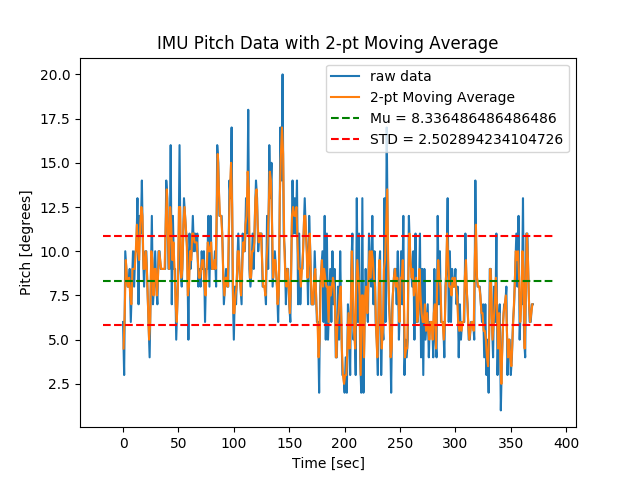 IMU Pitch Data with 2-pt Moving Average
raw data
2-pt Moving Average
Mu = 8.336486486486486
STD = 2.502894234104726
20.0
17.5
15.0
12.5
10.0
7.5
5.0
2.5
Pitch [degrees]
0 50 100 150 200 250 300 350 400
Time [sec]